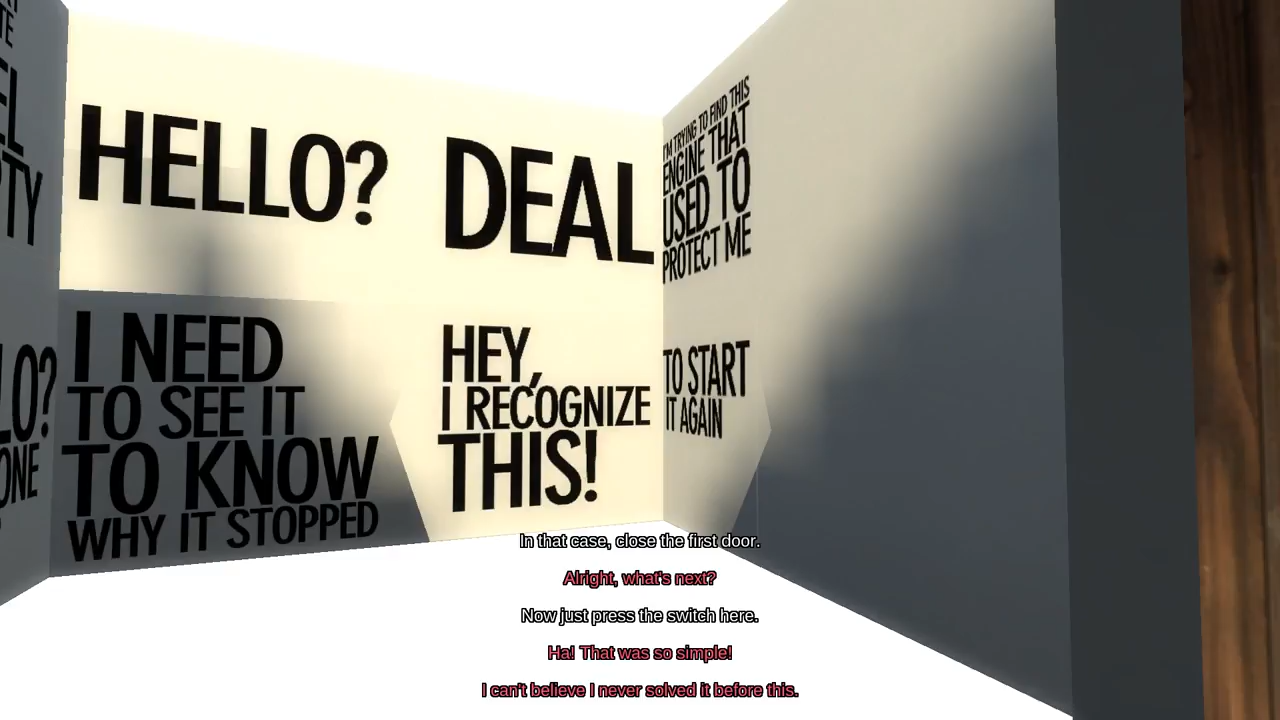 HELLO?
I NEED
TO SEE IT
TO KNOW
WHY IT STOPPED
DEAL
HEY,
I RECOGNIZE
THIS!
I'M TRYING TO FIND THIS
ENGINE THAT
USED TO
PROTECT ME
TO START
IT AGAIN
In that case, close the first door.
Alright, what's next?
Now just press the switch here.
Ha! That was so simple!
I can't believe I never solved it before this.